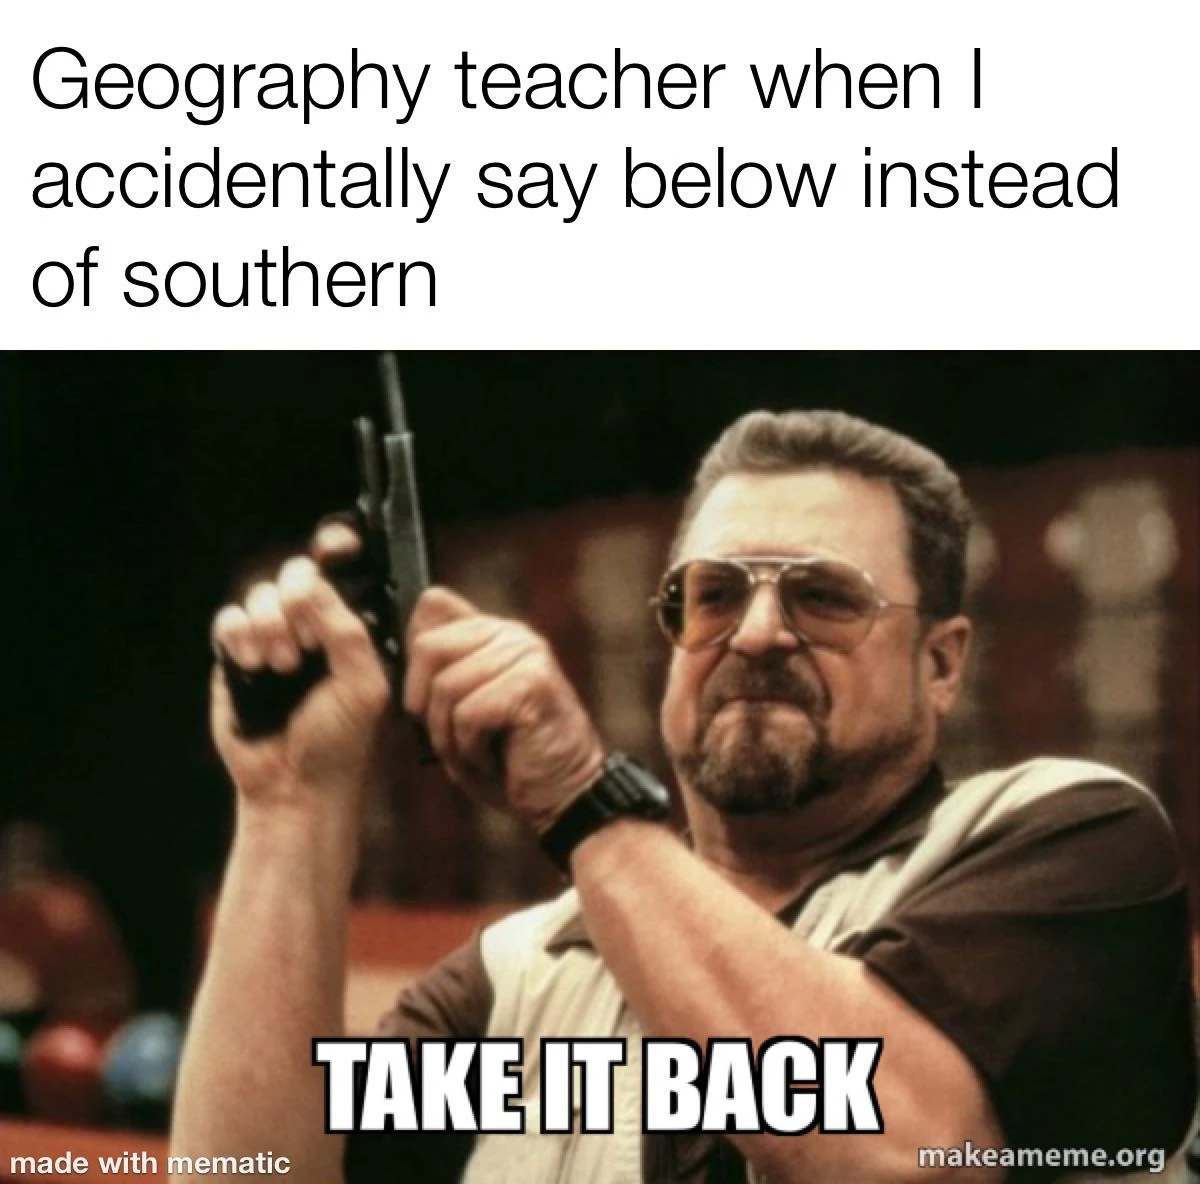 Geography teacher when I
accidentally say below instead
of southern
TAKE IT BACK
made with mematic
makeameme.org